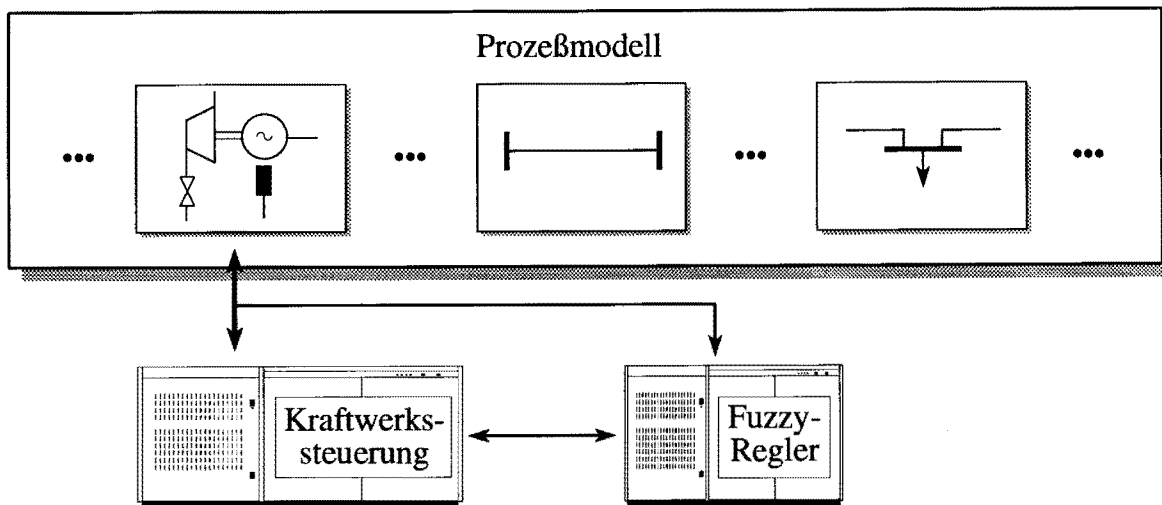 Prozeßmodell
Kraftwerks-
steuerung
Fuzzy-
Regler